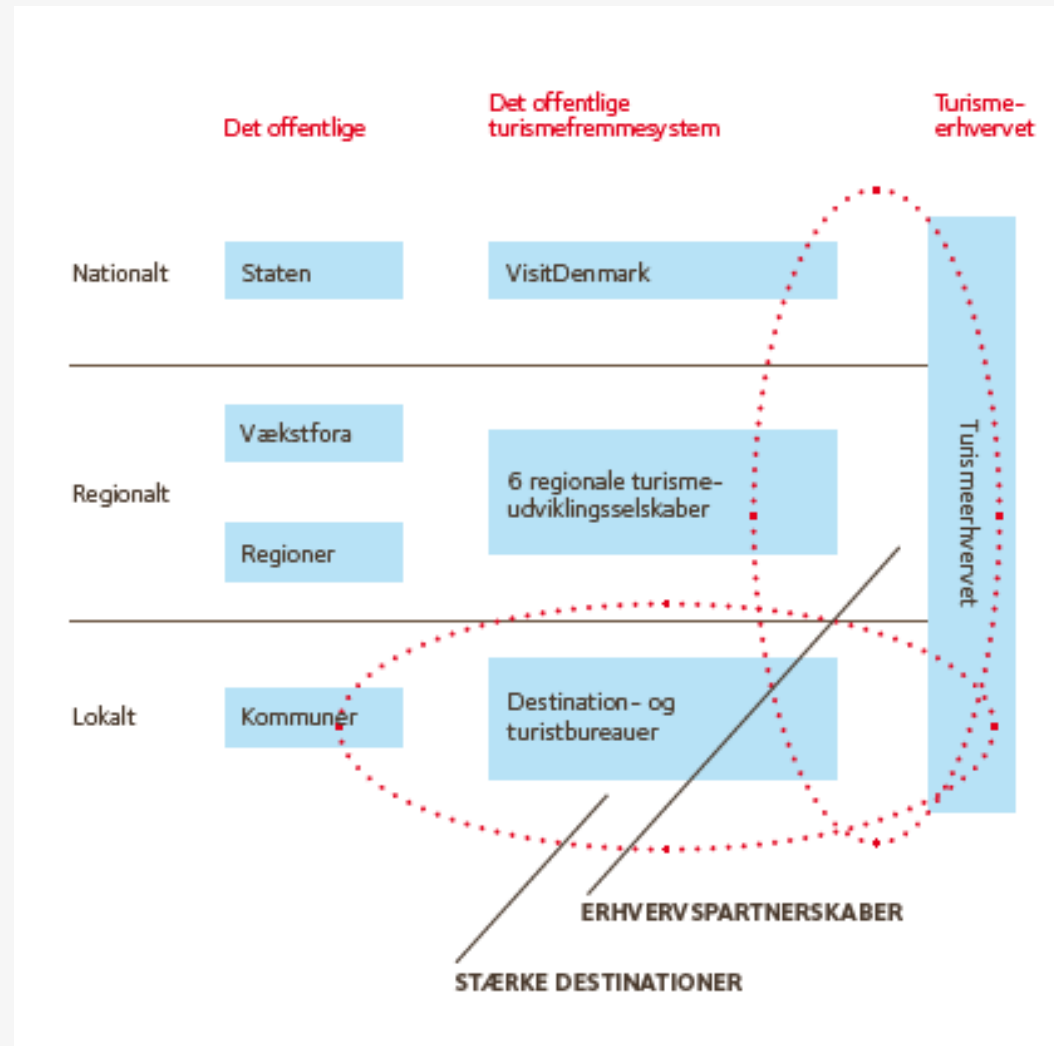 Det offentlige
Det offentlige
turismefremmesystem
Turisme-
erhvervet
Nationalt
Staten
VisitDenmark
Regionalt
Vækstfora
Regioner
6 regionale turisme-
udviklingsselskaber
Turismeerhvervet
Lokalt
Kommuner
Destination- og
turistbureauer
ERHVERVSPARTNERSKABER
STÆRKE DESTINATIONER